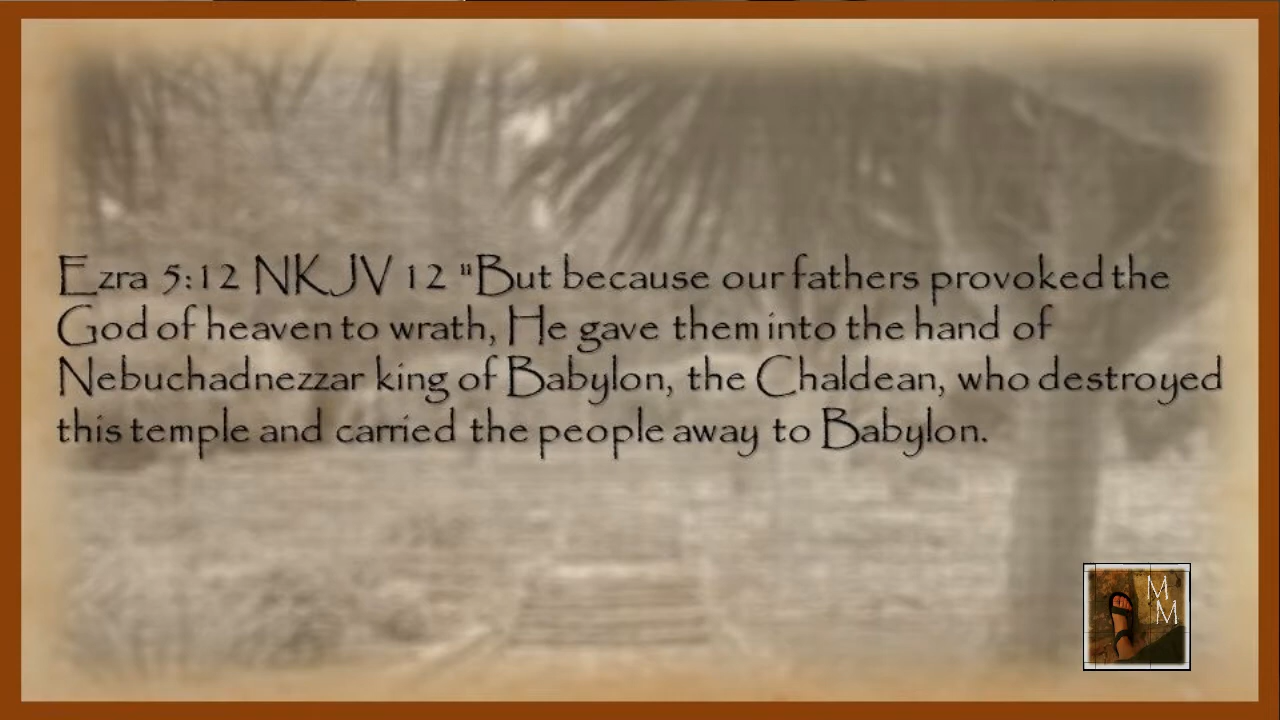 Ezra 5:12 NKJV 12 "But because our fathers provoked the
God of heaven to wrath, He gave them into the hand of
Nebuchadnezzar king of Babylon, the Chaldean, who destroyed
this temple and carried the people away to Babylon.
M
M